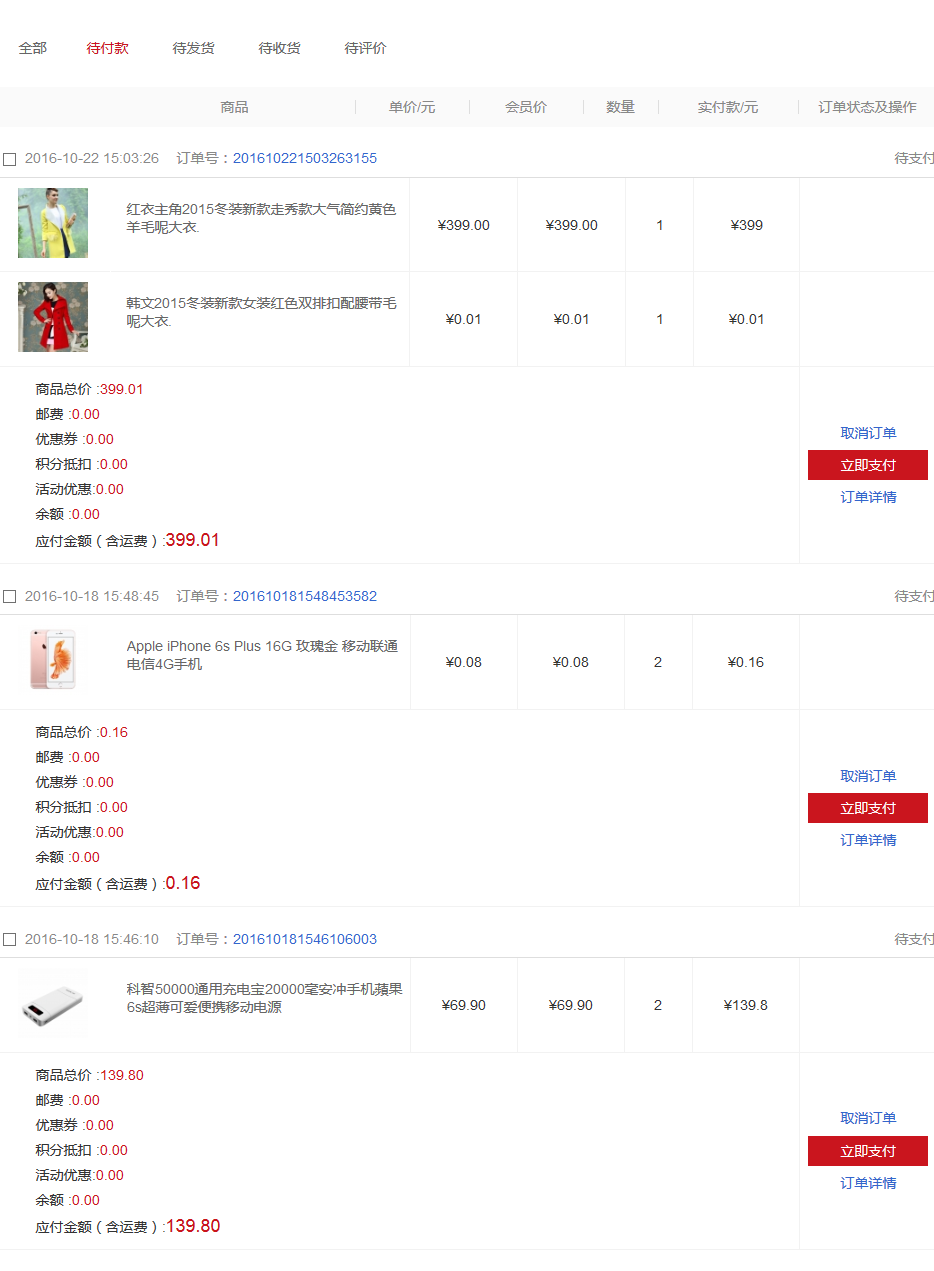 全部 待付款 待发货 待收货 待评价
商品 单价/元 会员价 数量 实付款/元 订单状态及操作
2016-10-22 15:03:26 订单号：201610221503263155 待支付
红衣主角2015冬装新款走秀款大气简约黄色
羊毛呢大衣.
¥399.00 ¥399.00 1 ¥399
韩文2015冬装新款女装红色双排扣配腰带毛
呢大衣.
¥0.01 ¥0.01 1 ¥0.01
商品总价 :399.01
邮费 :0.00
优惠券 :0.00
积分抵扣 :0.00
活动优惠:0.00
余额 :0.00
应付金额（含运费）:399.01
取消订单
立即支付
订单详情
2016-10-18 15:48:45 订单号：201610181548453582 待支付
Apple iPhone 6s Plus 16G 玫瑰金 移动联通
电信4G手机
¥0.08 ¥0.08 2 ¥0.16
商品总价 :0.16
邮费 :0.00
优惠券 :0.00
积分抵扣 :0.00
活动优惠:0.00
余额 :0.00
应付金额（含运费）:0.16
取消订单
立即支付
订单详情
2016-10-18 15:46:10 订单号：201610181546106003 待支付
科智50000通用充电宝20000毫安冲手机蘋果
6s超薄可爱便携移动电源
¥69.90 ¥69.90 2 ¥139.8
商品总价 :139.80
邮费 :0.00
优惠券 :0.00
积分抵扣 :0.00
活动优惠:0.00
余额 :0.00
应付金额（含运费）:139.80
取消订单
立即支付
订单详情